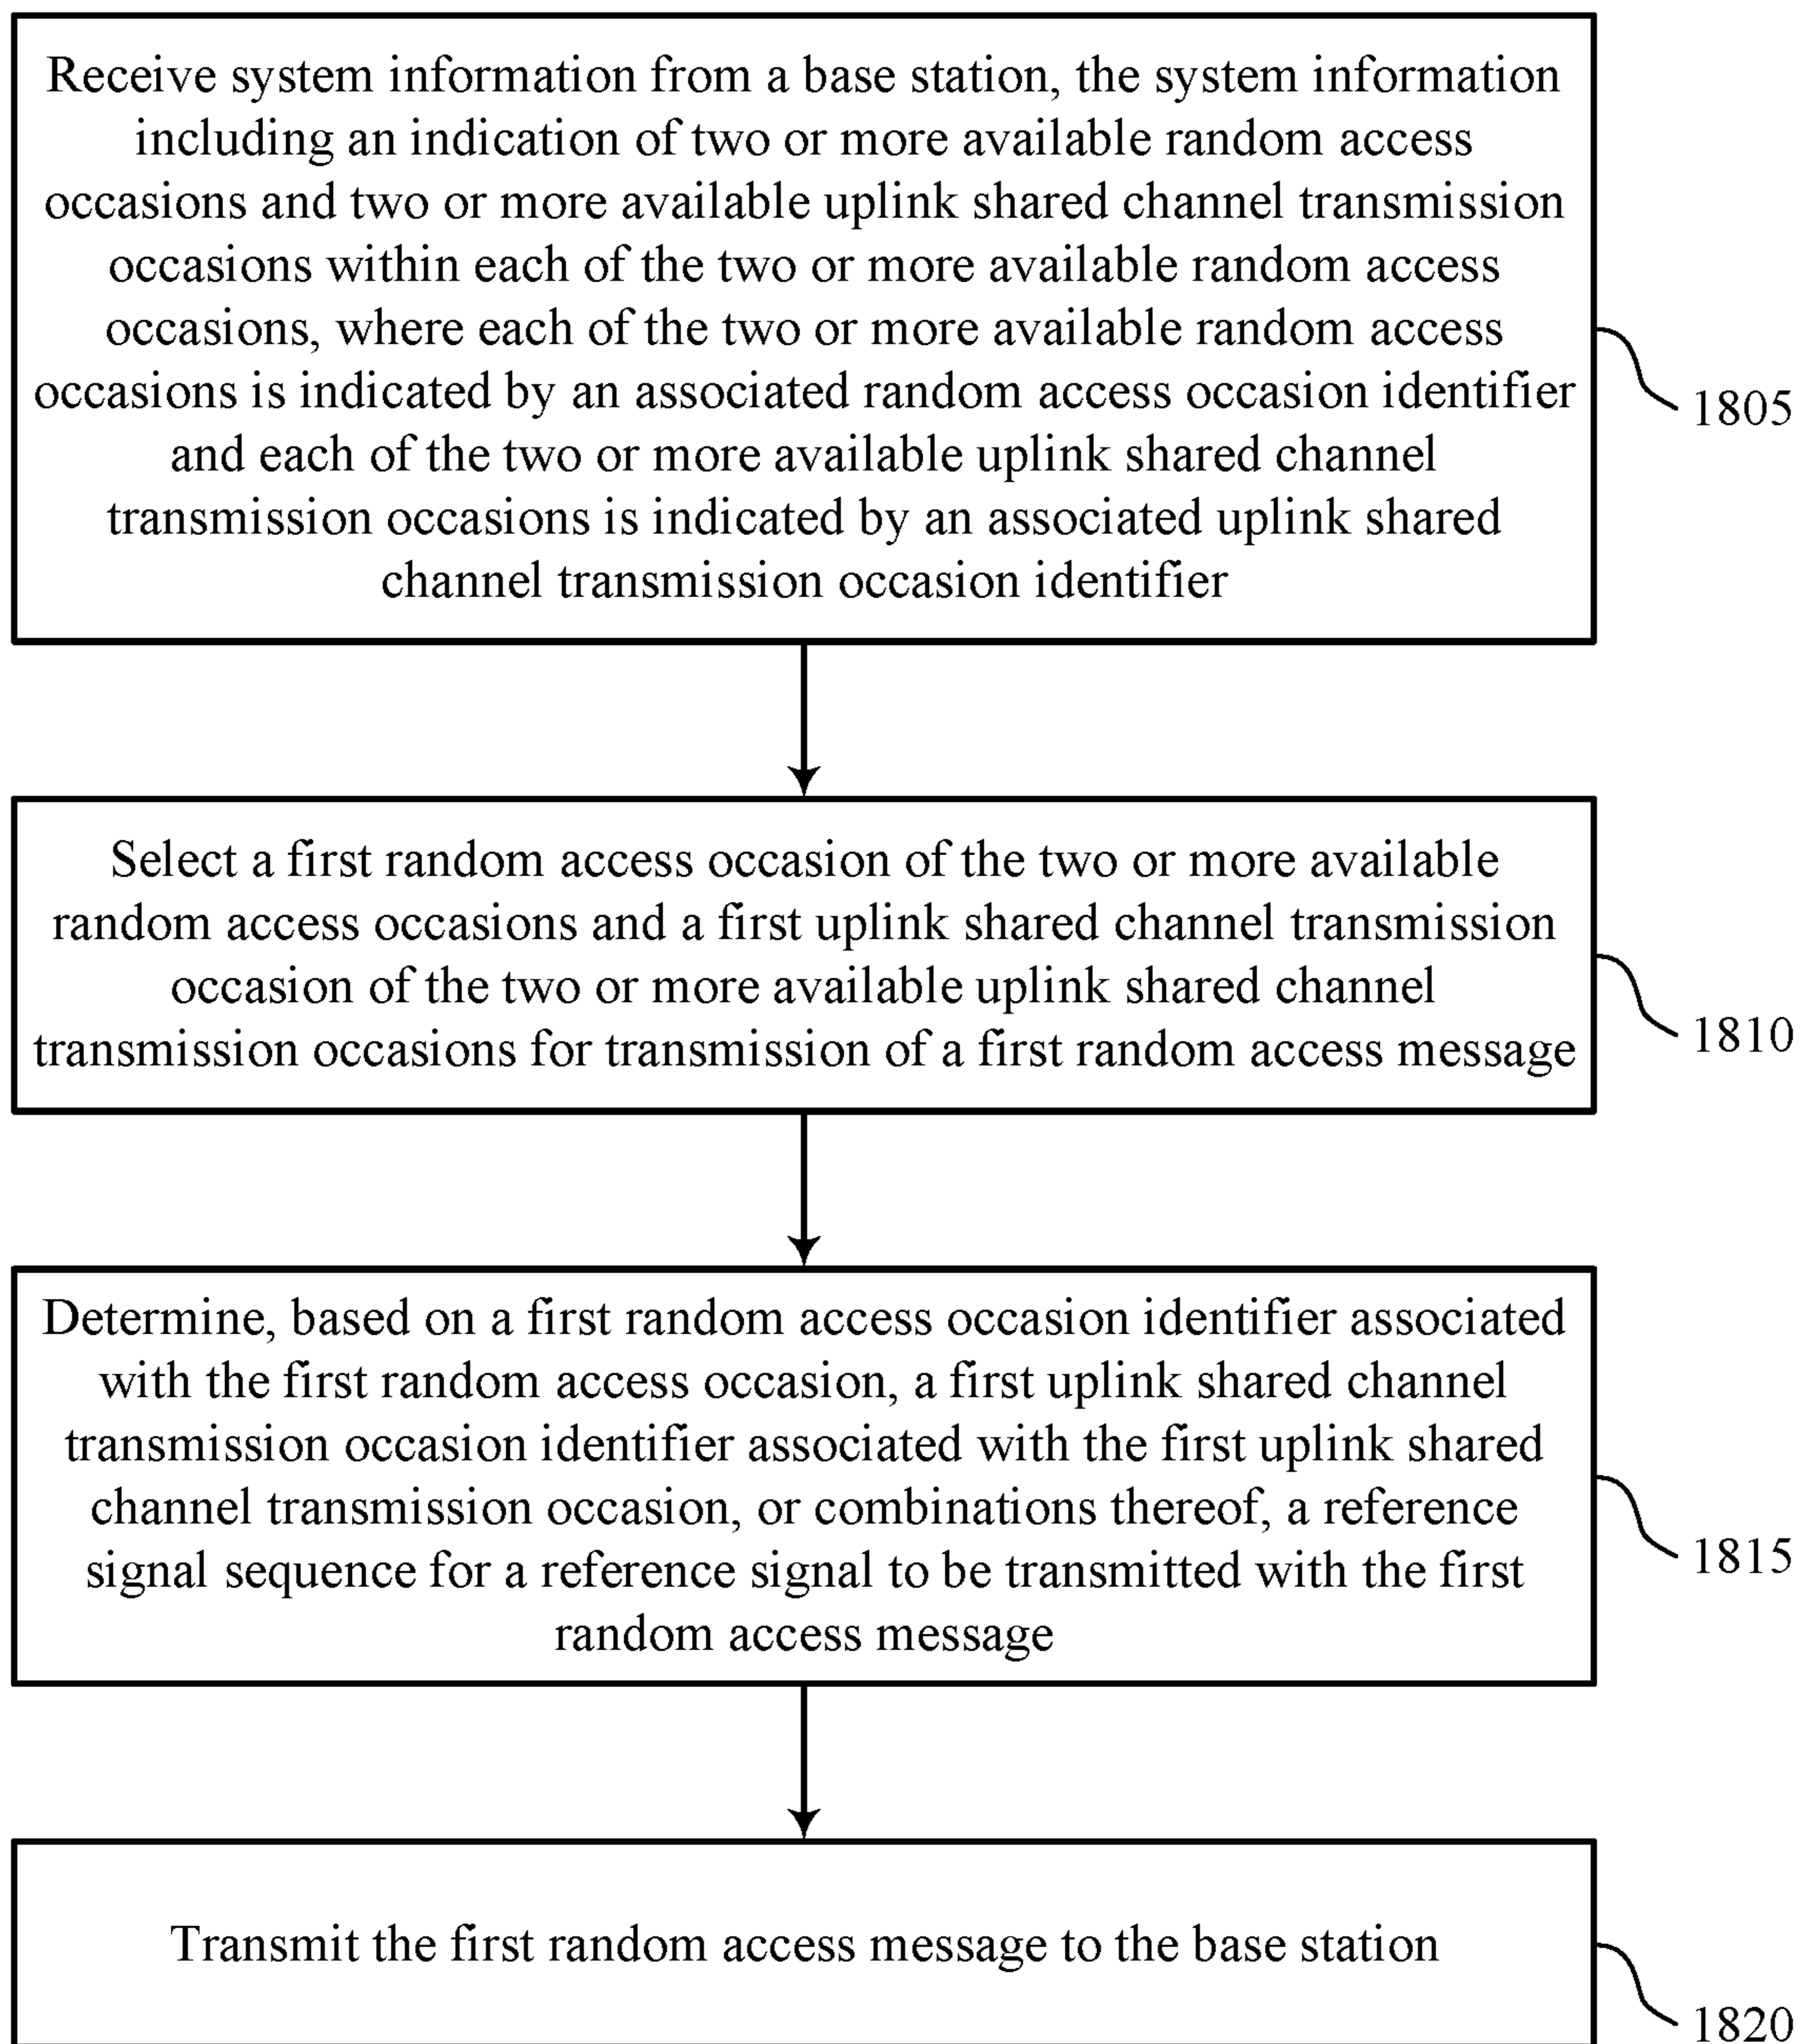 Receive system information from a base station, the system information
including an indication of two or more available random access
occasions and two or more available uplink shared channel transmission
occasions within each of the two or more available random access
occasions, where each of the two or more available random access
occasions is indicated by an associated random access occasion identifier
and each of the two or more available uplink shared channel
transmission occasions is indicated by an associated uplink shared
channel transmission occasion identifier
1805
Select a first random access occasion of the two or more available
random access occasions and a first uplink shared channel transmission
occasion of the two or more available uplink shared channel
transmission occasions for transmission of a first random access message
1810
Determine, based on a first random access occasion identifier associated
with the first random access occasion, a first uplink shared channel
transmission occasion identifier associated with the first uplink shared
channel transmission occasion, or combinations thereof, a reference
signal sequence for a reference signal to be transmitted with the first
random access message
1815
Transmit the first random access message to the base station
1820